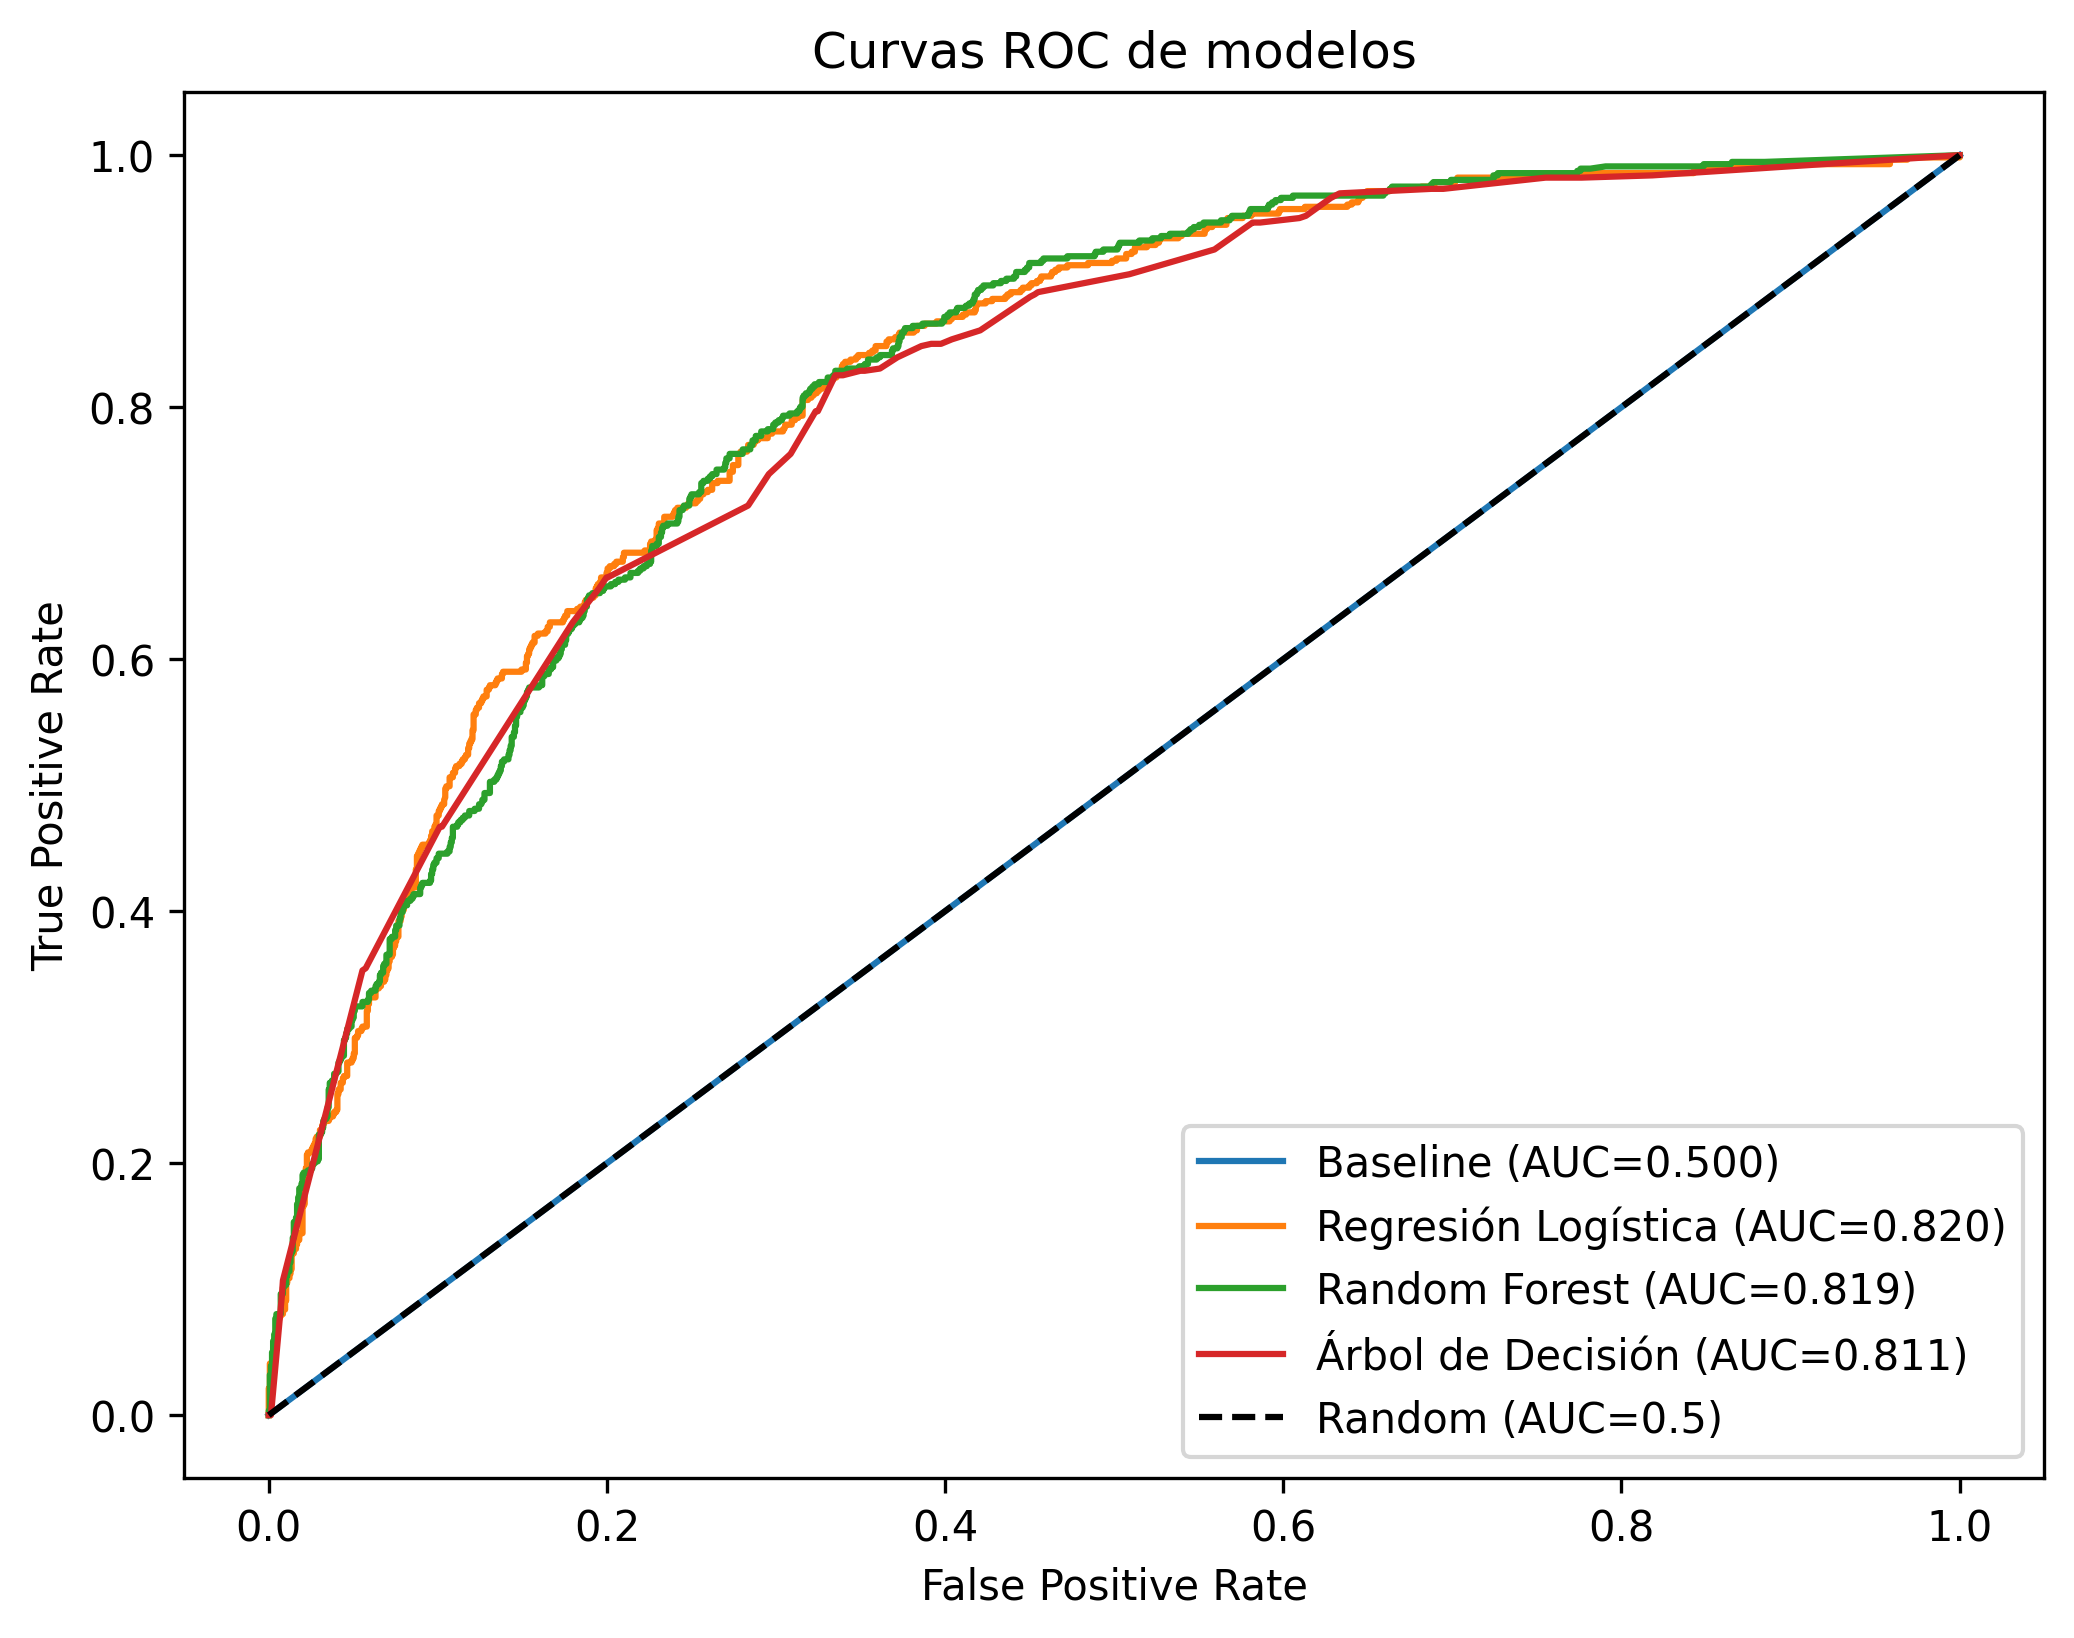 Curvas ROC de modelos
True Positive Rate
1.0
0.8
0.6
0.4
0.2
0.0
Baseline (AUC=0.500)
Regresión Logística (AUC=0.820)
Random Forest (AUC=0.819)
Árbol de Decisión (AUC=0.811)
Random (AUC=0.5)
0.0 0.2 0.4 0.6 0.8 1.0
False Positive Rate